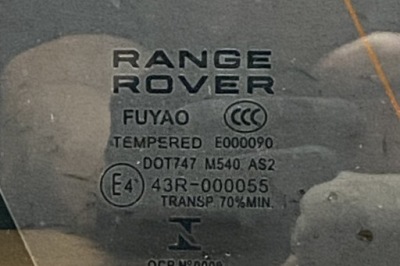 RANGE
ROVER
FUYAO CCC
TEMPERED E000090
DOT747 M540 AS2
E4 43R-000055
TRANSP 70%MIN.